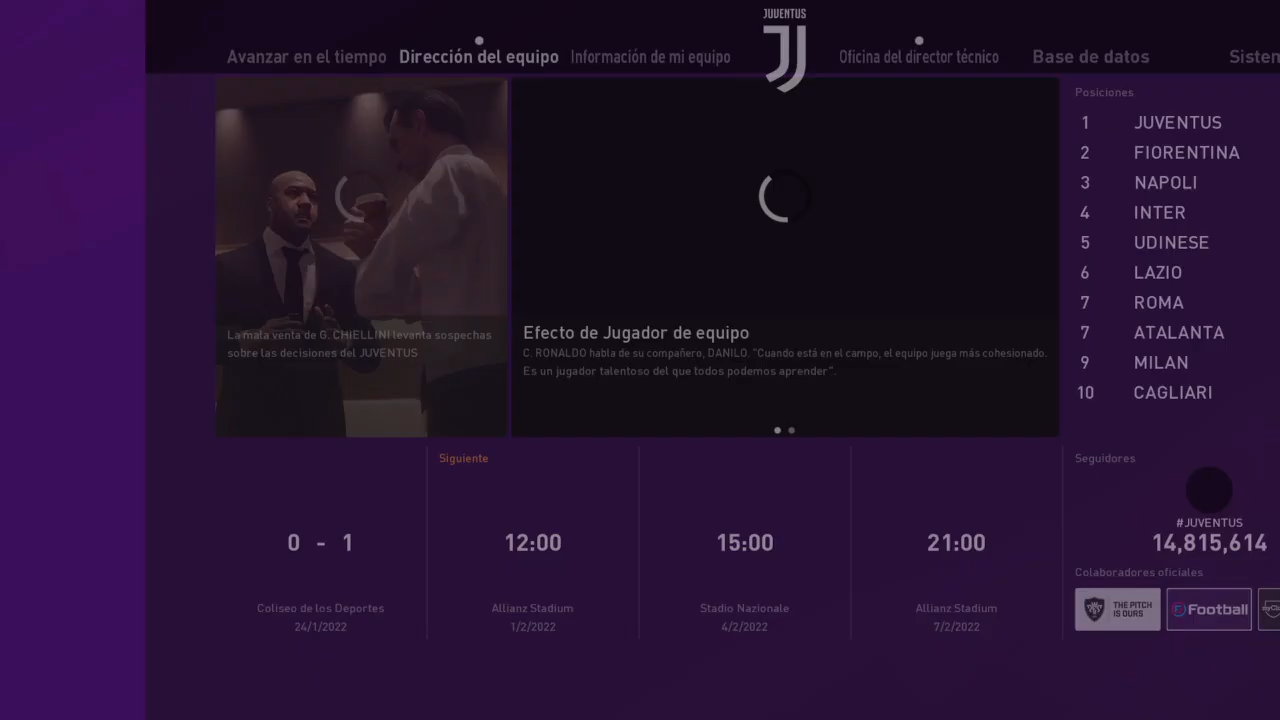 JUVENTUS
Avanzar en el tiempo
Dirección del equipo
Información de mi equipo
Oficina del director técnico
Base de datos
Sisten
La mala venta de G. CHIELLINI levanta sospechas
sobre las decisiones del JUVENTUS
Efecto de Jugador de equipo
C. RONALDO habla de su compañero, DANILO. "Cuando está en el campo, el equipo juega más cohesionado.
Es un jugador talentoso del que todos podemos aprender".
Posiciones
1 JUVENTUS
2 FIORENTINA
3 NAPOLI
4 INTER
5 UDINESE
6 LAZIO
7 ROMA
7 ATALANTA
9 MILAN
10 CAGLIARI
0 - 1
Coliseo de los Deportes
24/1/2022
Siguiente
12:00
Allianz Stadium
1/2/2022
15:00
Stadio Nazionale
4/2/2022
21:00
Allianz Stadium
7/2/2022
Seguidores
#JUVENTUS
14,815,614
Colaboradores oficiales
THE PITCH
IS OURS
Football